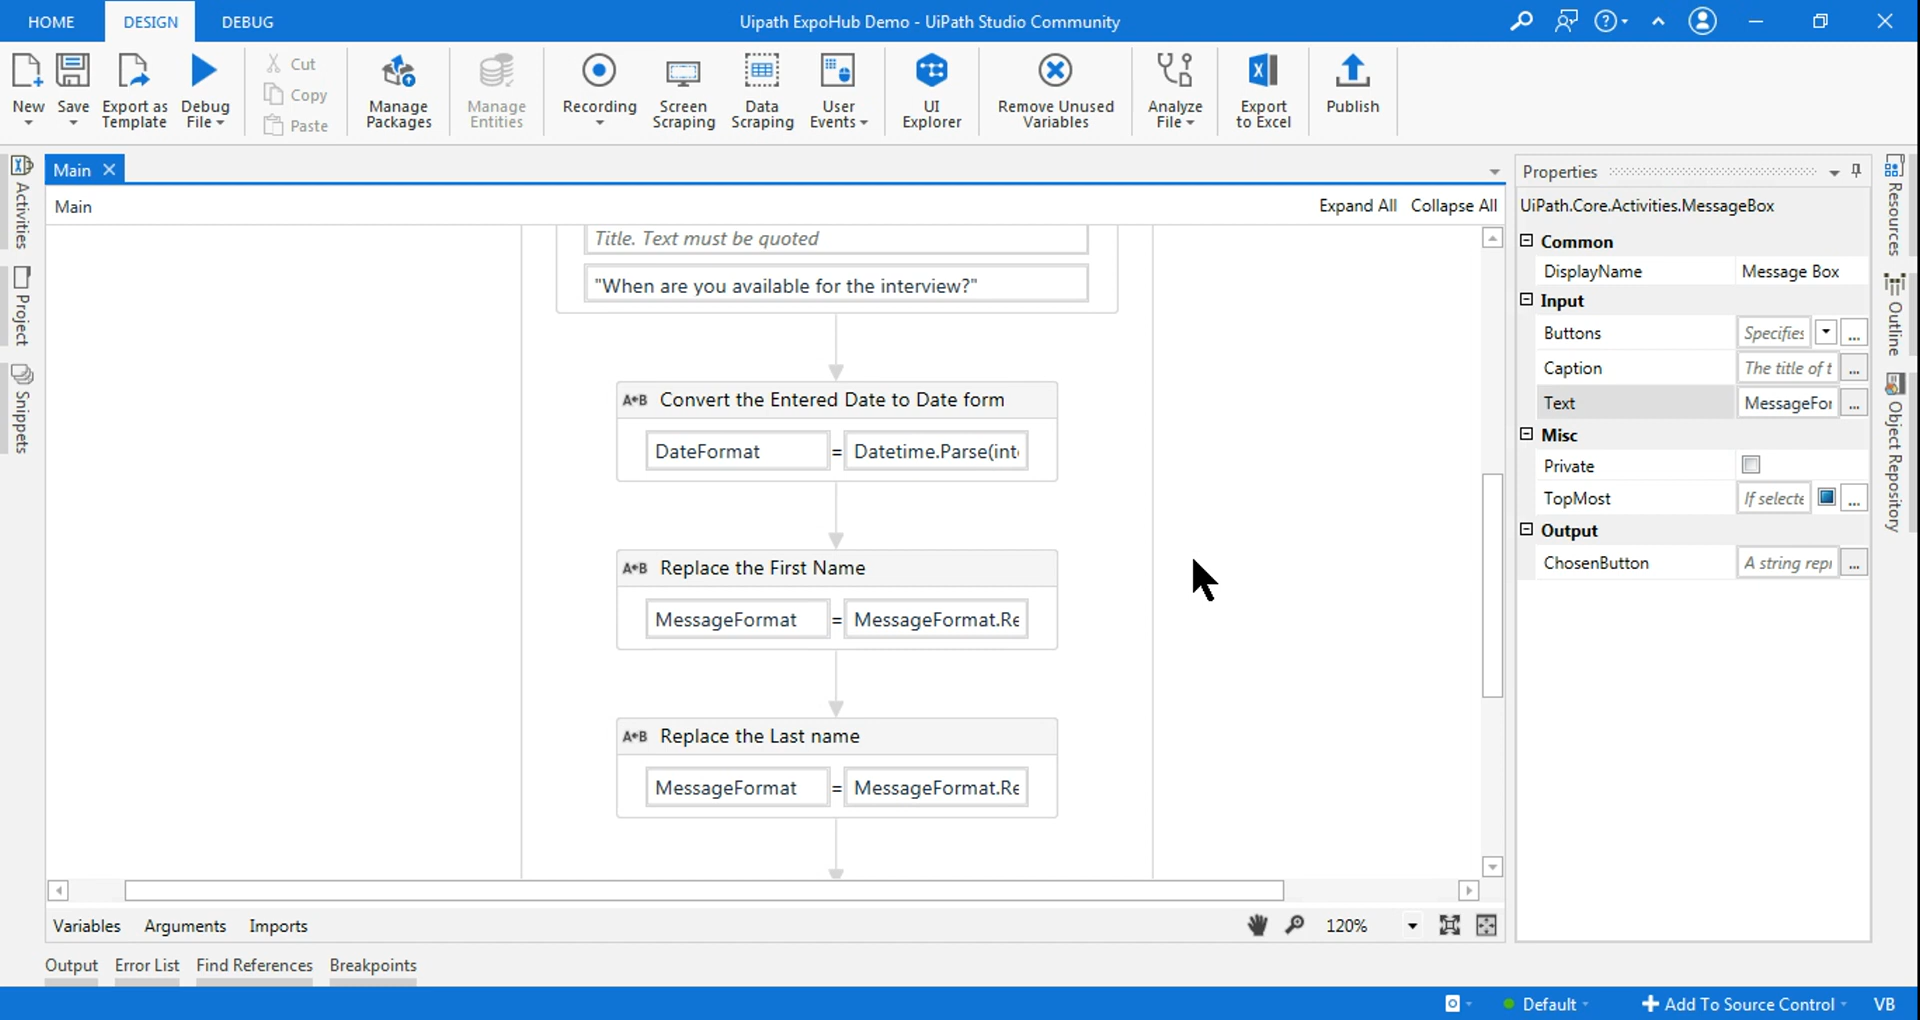 HOME
DESIGN
DEBUG
Uipath ExpoHub Demo - UiPath Studio Community
New
Save
Export as
Template
Debug
File
Cut
Copy
Paste
Manage
Packages
Manage
Entities
Recording
Screen
Scraping
Data
Scraping
User
Events
UI
Explorer
Remove Unused
Variables
Analyze
File
Export
to Excel
Publish
Activities
Project
Snippets
Main
Main
Expand All
Collapse All
Title. Text must be quoted
"When are you available for the interview?"
A•B Convert the Entered Date to Date form
DateFormat = Datetime.Parse(int
A•B Replace the First Name
MessageFormat = MessageFormat.Re
A•B Replace the Last name
MessageFormat = MessageFormat.Re
Variables
Arguments
Imports
120%
Output
Error List
Find References
Breakpoints
Properties
UiPath.Core.Activities.MessageBox
Common
DisplayName Message Box
Input
Buttons Specifies ...
Caption The title of t ...
Text MessageFor ...
Misc
Private
TopMost If selecte ...
Output
ChosenButton A string repr ...
Resources
Outline
Object Repository
Default
Add To Source Control
VB